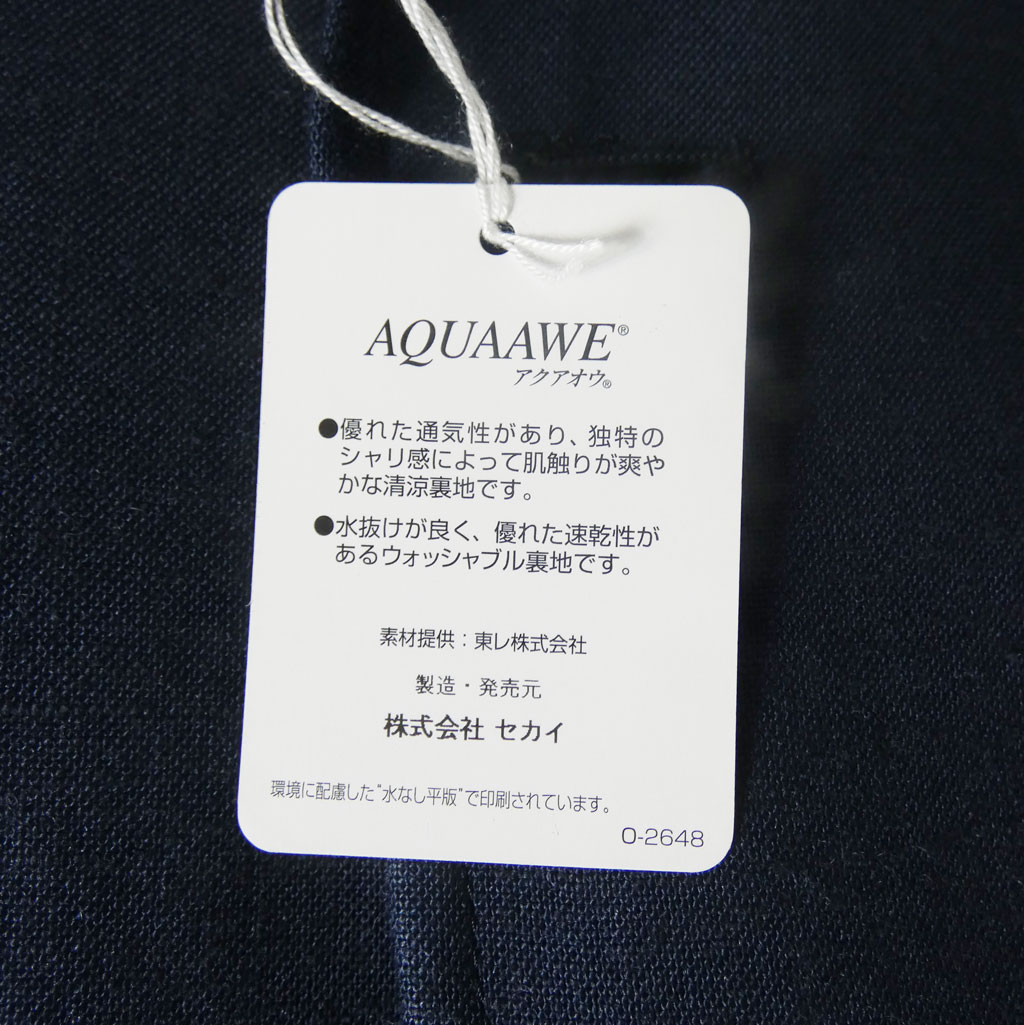 AQUAAWE®
アクアオウ®
●優れた通気性があり、独特の
シャリ感によって肌触りが爽や
かな清涼裏地です。
●水抜けが良く、優れた速乾性が
あるウォッシャブル裏地です。
素材提供：東レ株式会社
製造・発売元
株式会社 セカイ
環境に配慮した“水なし平版”で印刷されています。
O-2648